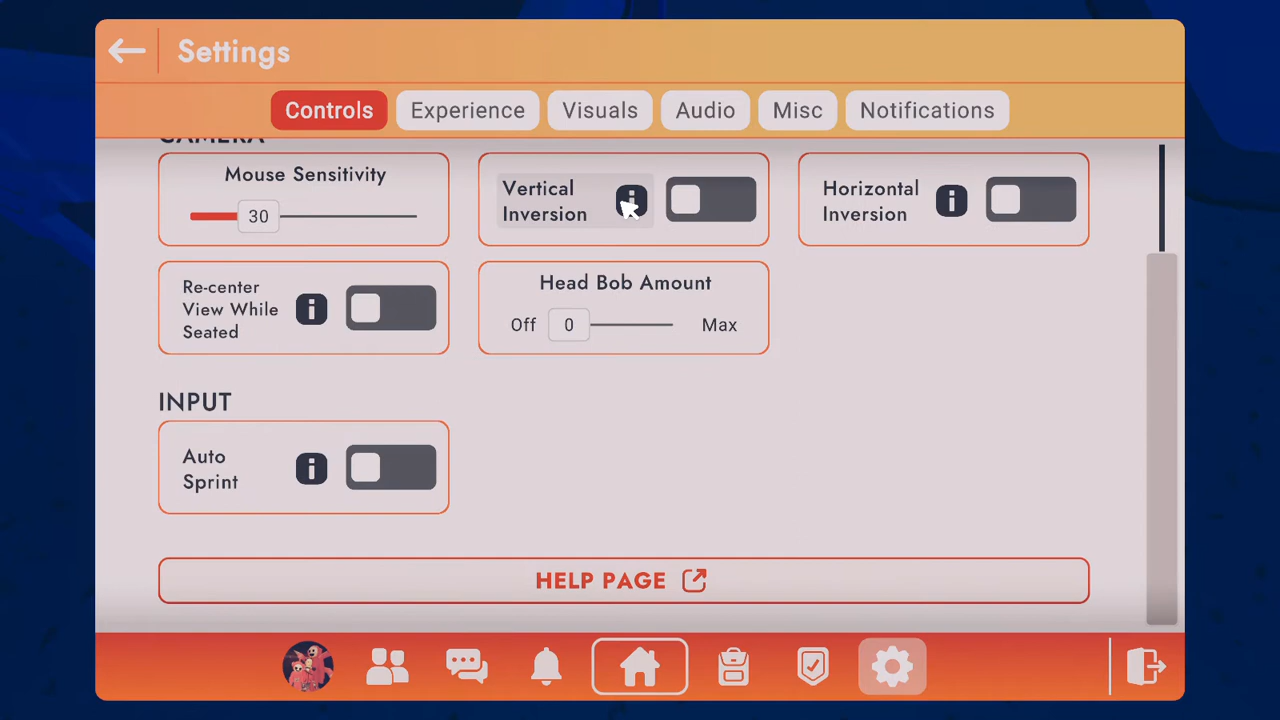 Settings
Controls
Experience
Visuals
Audio
Misc
Notifications
CAMERA
Mouse Sensitivity
30
Vertical
Inversion
Horizontal
Inversion
Re-center
View While
Seated
Head Bob Amount
Off
0
Max
INPUT
Auto
Sprint
HELP PAGE